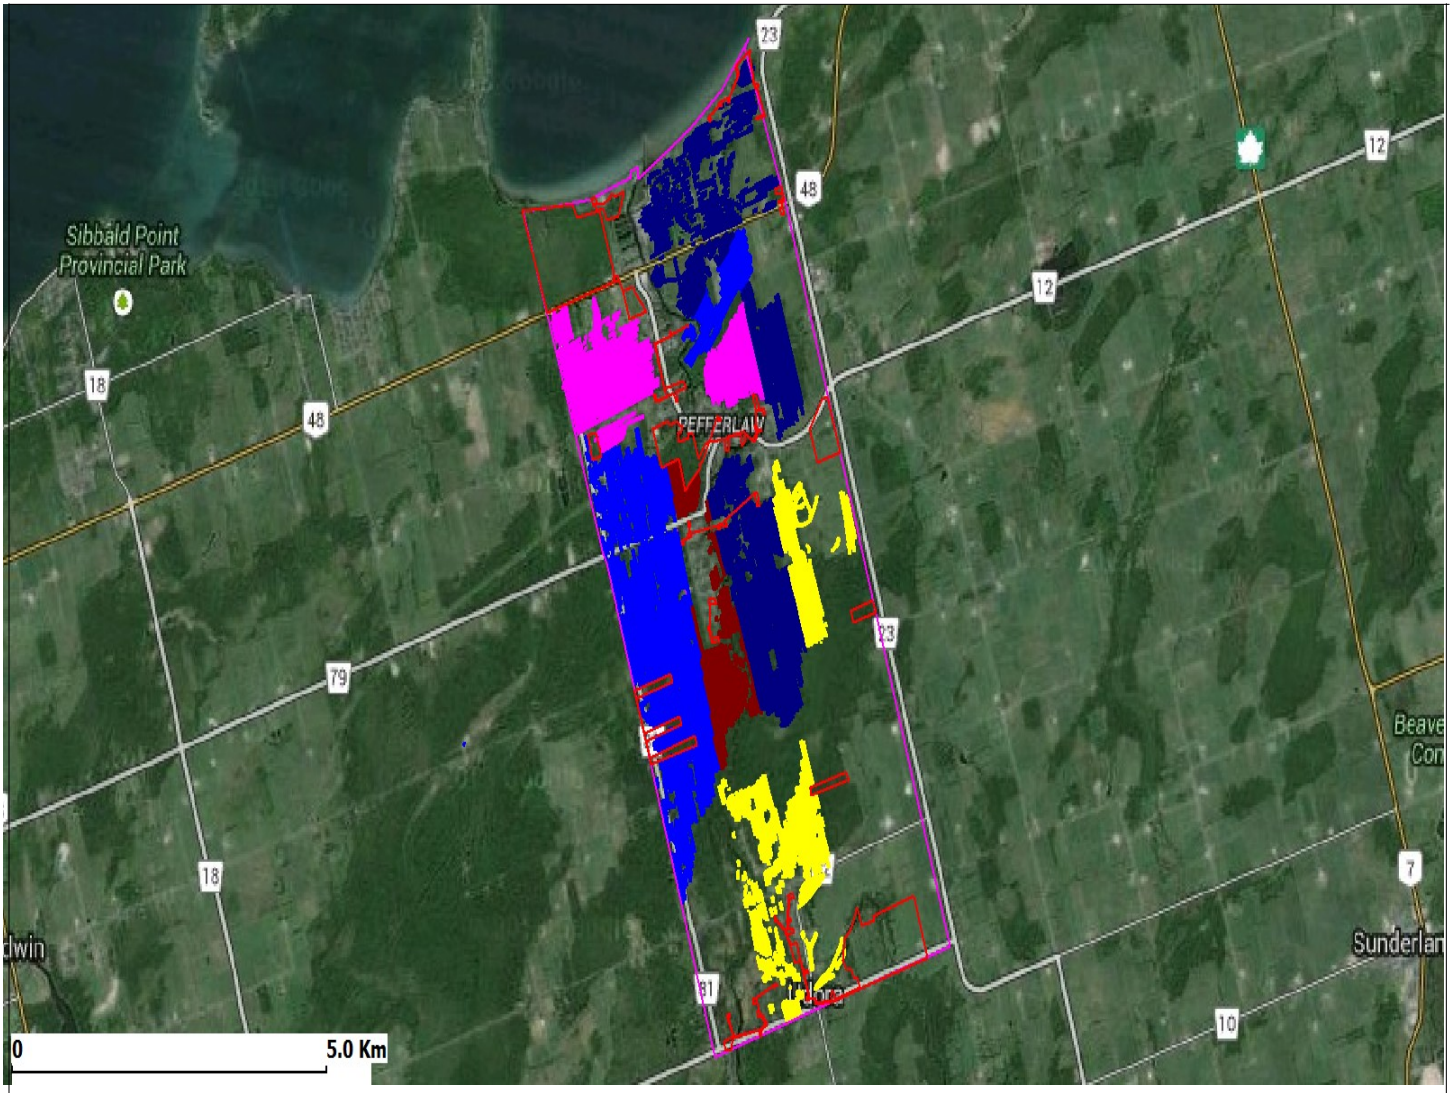 23
12
48
Sibbald Point
Provincial Park
12
18
48
PEFFERLAW
23
79
Beave
Con
18
7
dwin
Sunderlan
81
10
0
5.0 Km